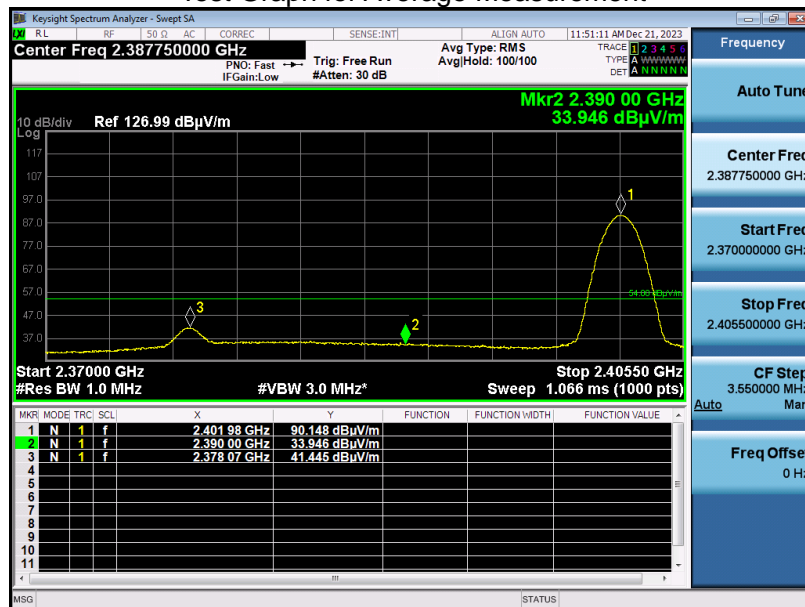 Keysight Spectrum Analyzer - Swept SA
LXI RL RF 50 Ω AC CORREC SENSE:INT ALIGN AUTO 11:51:11 AM Dec 21, 2023
Center Freq 2.387750000 GHz
PNO: Fast
IFGain:Low
Trig: Free Run
#Atten: 30 dB
Avg Type: RMS
Avg|Hold: 100/100
TRACE 1 2 3 4 5 6
TYPE A WWWWW
DET A N N N N N
Mkr2 2.390 00 GHz
33.946 dBµV/m
10 dB/div
Log
Ref 126.99 dBµV/m
117
107
97.0
87.0
77.0
67.0
57.0
47.0
37.0
1
2
3
54.00 dBµV/m
Start 2.37000 GHz Stop 2.40550 GHz
#Res BW 1.0 MHz #VBW 3.0 MHz* Sweep 1.066 ms (1000 pts)
MKR MODE TRC SCL X Y FUNCTION FUNCTION WIDTH FUNCTION VALUE
1 N 1 f 2.401 98 GHz 90.148 dBµV/m
2 N 1 f 2.390 00 GHz 33.946 dBµV/m
3 N 1 f 2.378 07 GHz 41.445 dBµV/m
4
5
6
7
8
9
10
11
MSG STATUS
Frequency
Auto Tune
Center Freq
2.387750000 GHz
Start Freq
2.370000000 GHz
Stop Freq
2.405500000 GHz
CF Step
3.550000 MHz
Auto Man
Freq Offset
0 Hz